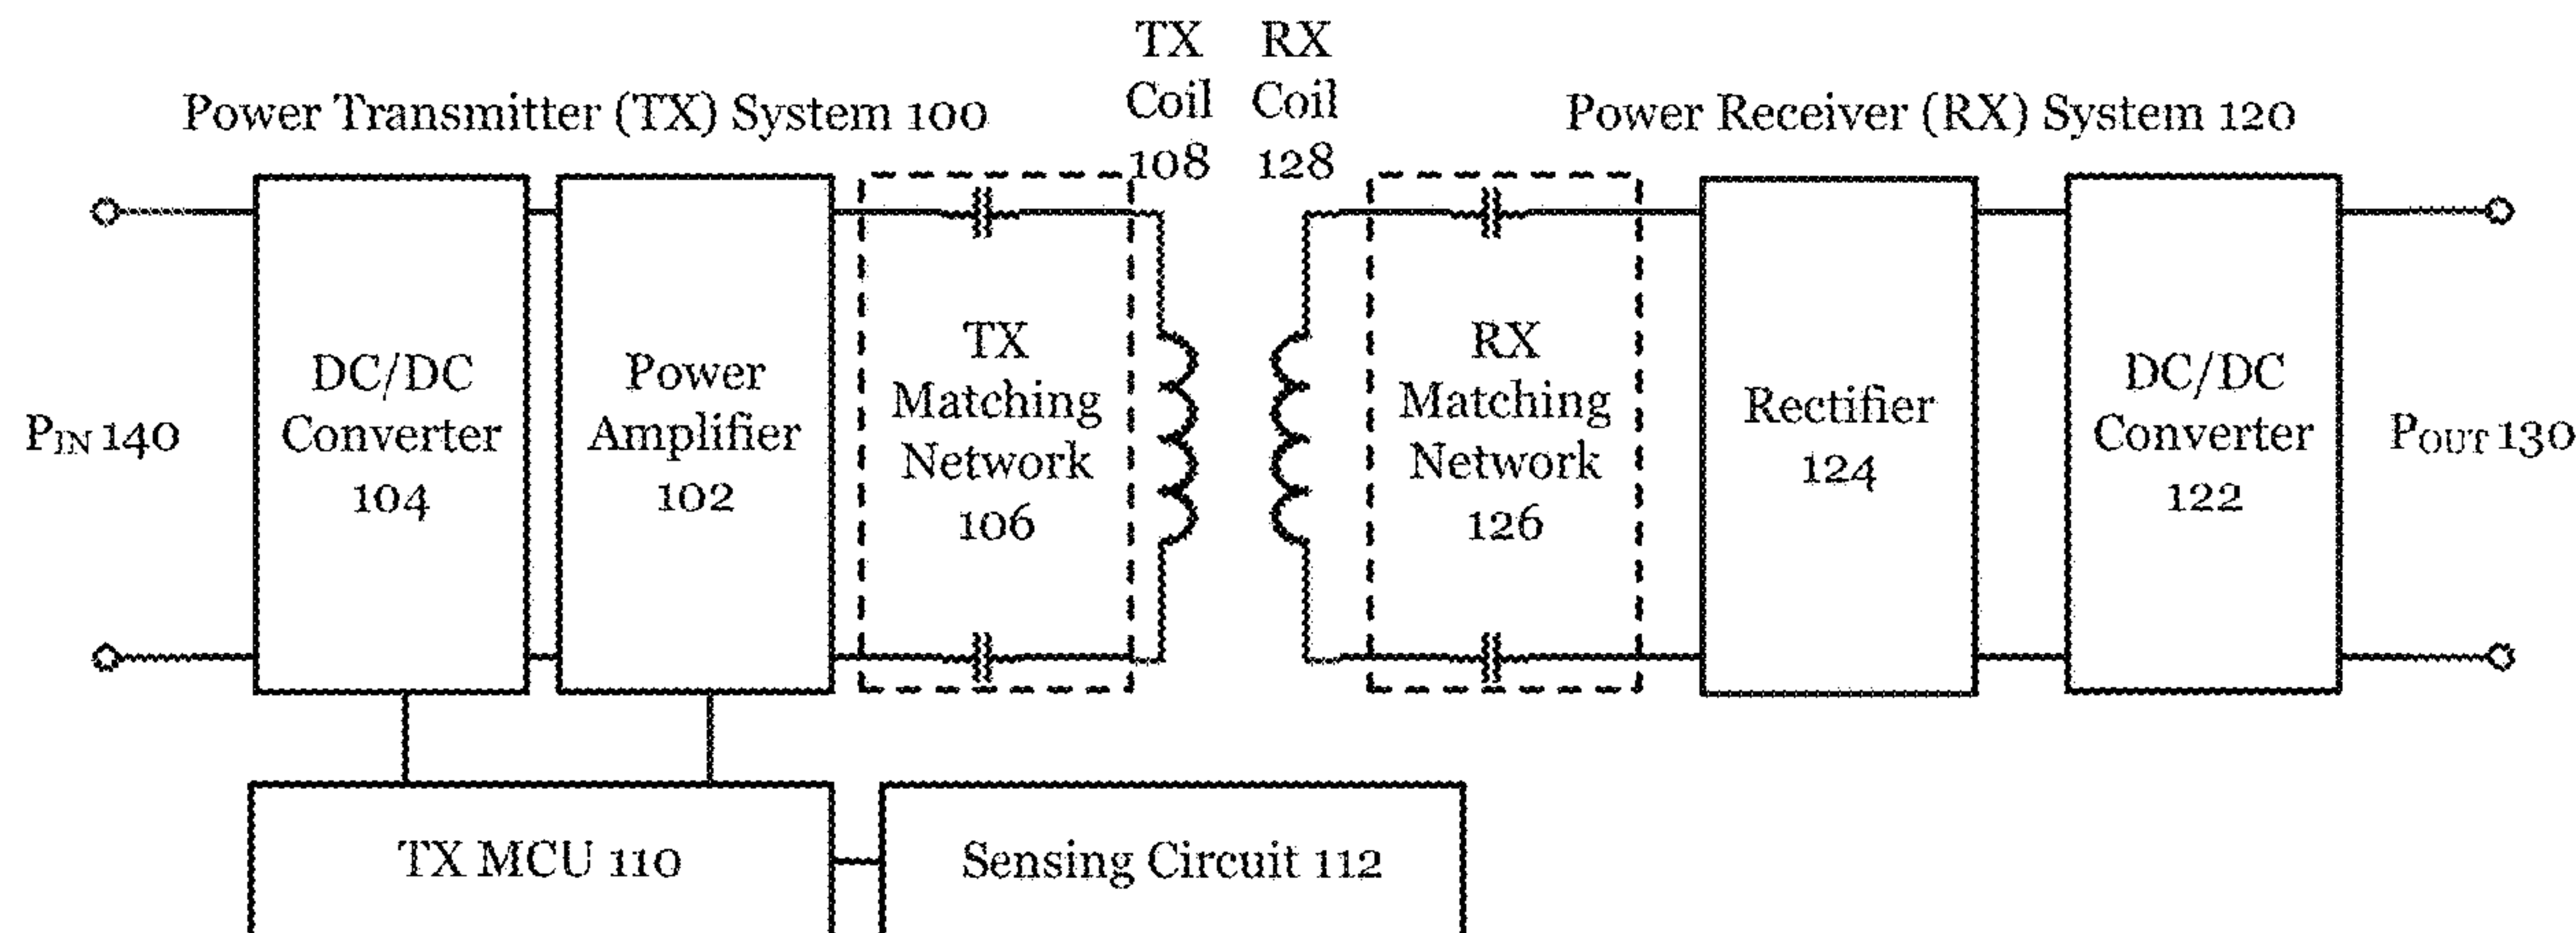 TX
Coil
108
RX
Coil
128
Power Transmitter (TX) System 100
Power Receiver (RX) System 120
PIN 140
DC/DC
Converter
104
Power
Amplifier
102
TX
Matching
Network
106
RX
Matching
Network
126
Rectifier
124
DC/DC
Converter
122
POUT 130
TX MCU 110
Sensing Circuit 112